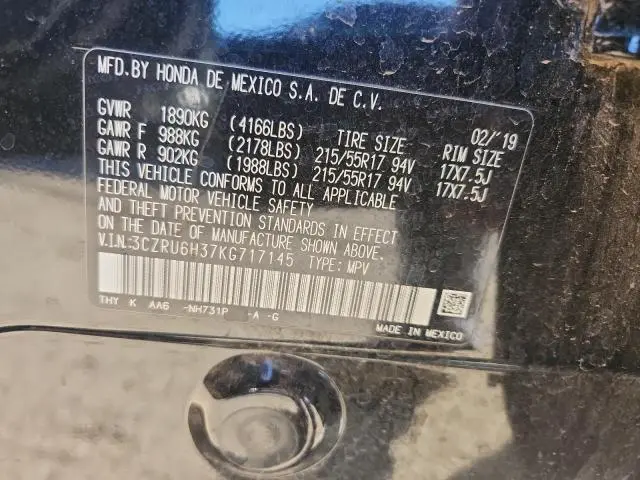 MFD. BY HONDA DE MEXICO S.A. DE C.V.
02/'19
GVWR 1890KG (4166LBS) TIRE SIZE RIM SIZE
GAWR F 988KG (2178LBS) 215/55R17 94V 17X7.5J
GAWR R 902KG (1988LBS) 215/55R17 94V 17X7.5J
THIS VEHICLE CONFORMS TO ALL APPLICABLE
FEDERAL MOTOR VEHICLE SAFETY
AND THEFT PREVENTION STANDARDS IN EFFECT
ON THE DATE OF MANUFACTURE SHOWN ABOVE.
V.I.N.:3CZRU6H37KG717145 TYPE: MPV
THY K AA6 -NH731P -A -G
MADE IN MEXICO